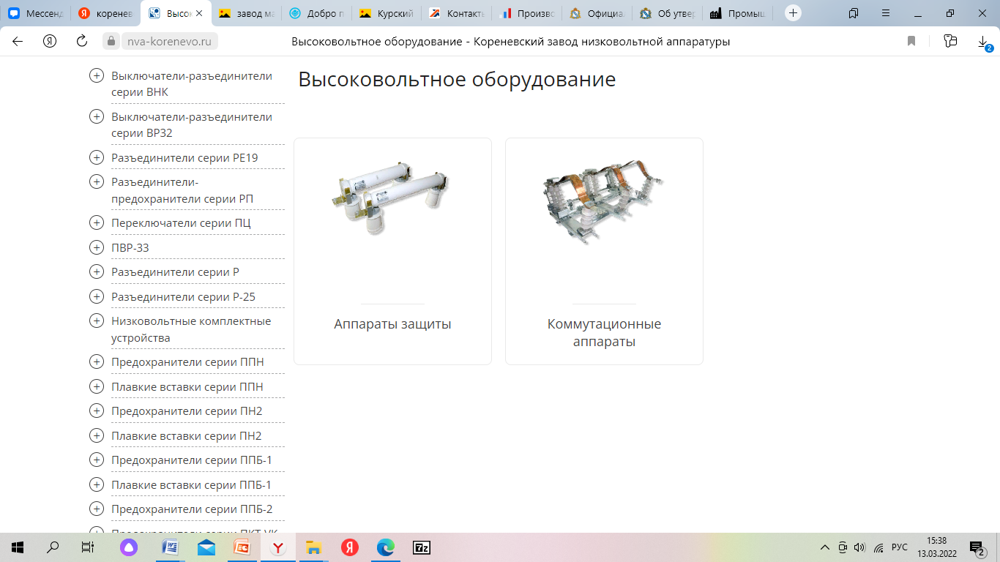 Мессенд
коренев
Высок
завод ма
Добро п
Курский
Контакть
Произво
Официа
Об утвер
Промыш
nva-korenevo.ru
Высоковольтное оборудование - Кореневский завод низковольтной аппаратуры
2
Выключатели-разъединители
серии ВНК
Выключатели-разъединители
серии ВР32
Разъединители серии РЕ19
Разъединители-
предохранители серии РП
Переключатели серии ПЦ
ПВР-33
Разъединители серии Р
Разъединители серии Р-25
Низковольтные комплектные
устройства
Предохранители серии ППН
Плавкие вставки серии ППН
Предохранители серии ПН2
Плавкие вставки серии ПН2
Предохранители серии ППБ-1
Плавкие вставки серии ППБ-1
Предохранители серии ППБ-2
Высоковольтное оборудование
Аппараты защиты
Коммутационные
аппараты
РУС
15:38
13.03.2022
2